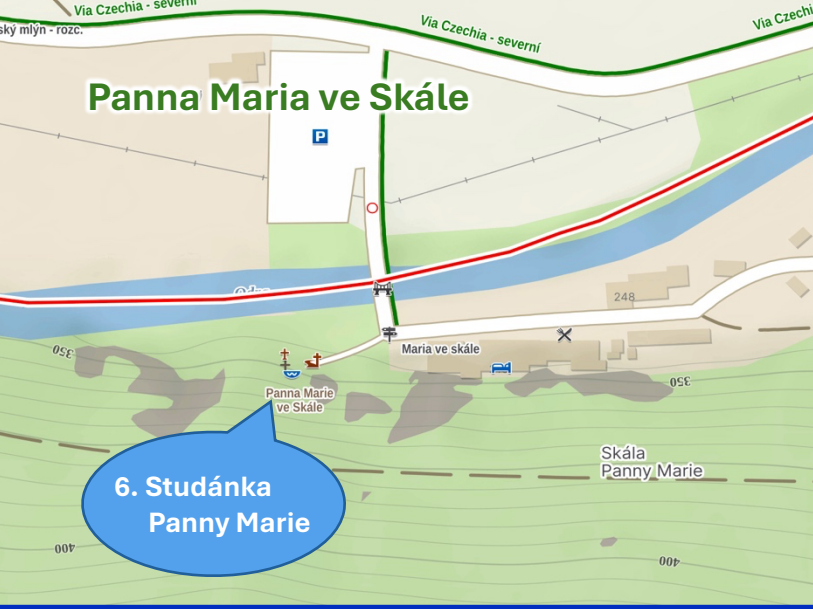 Via Czechia - severní
Via Czechia - severní
Via Czechi
ský mlýn - rozc.
Panna Maria ve Skále
P
248
350
Maria ve skále
350
Panna Marie
ve Skále
Skála
Panny Marie
6. Studánka
Panny Marie
400
400